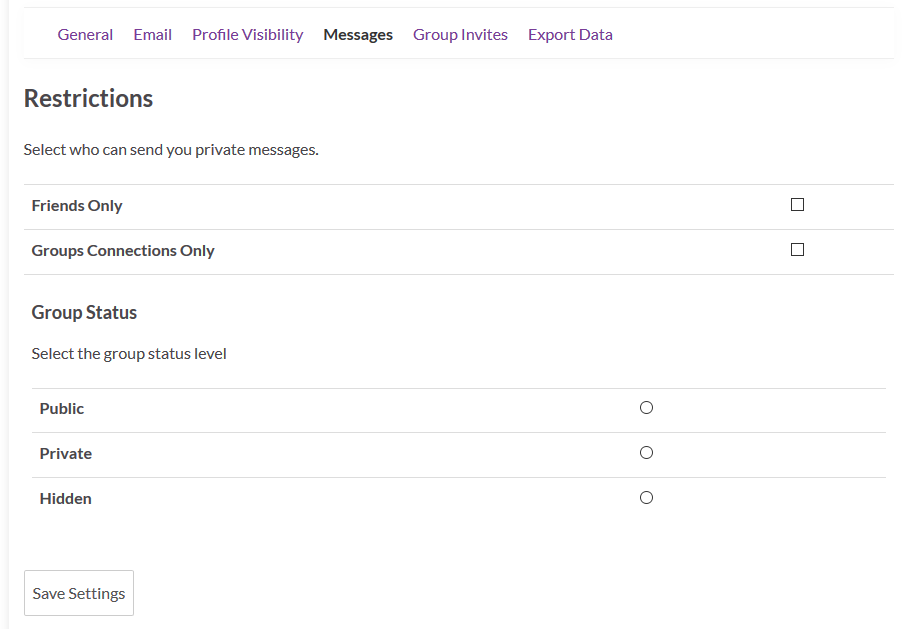 General Email Profile Visibility Messages Group Invites Export Data
Restrictions
Select who can send you private messages.
Friends Only
Groups Connections Only
Group Status
Select the group status level
Public
Private
Hidden
Save Settings